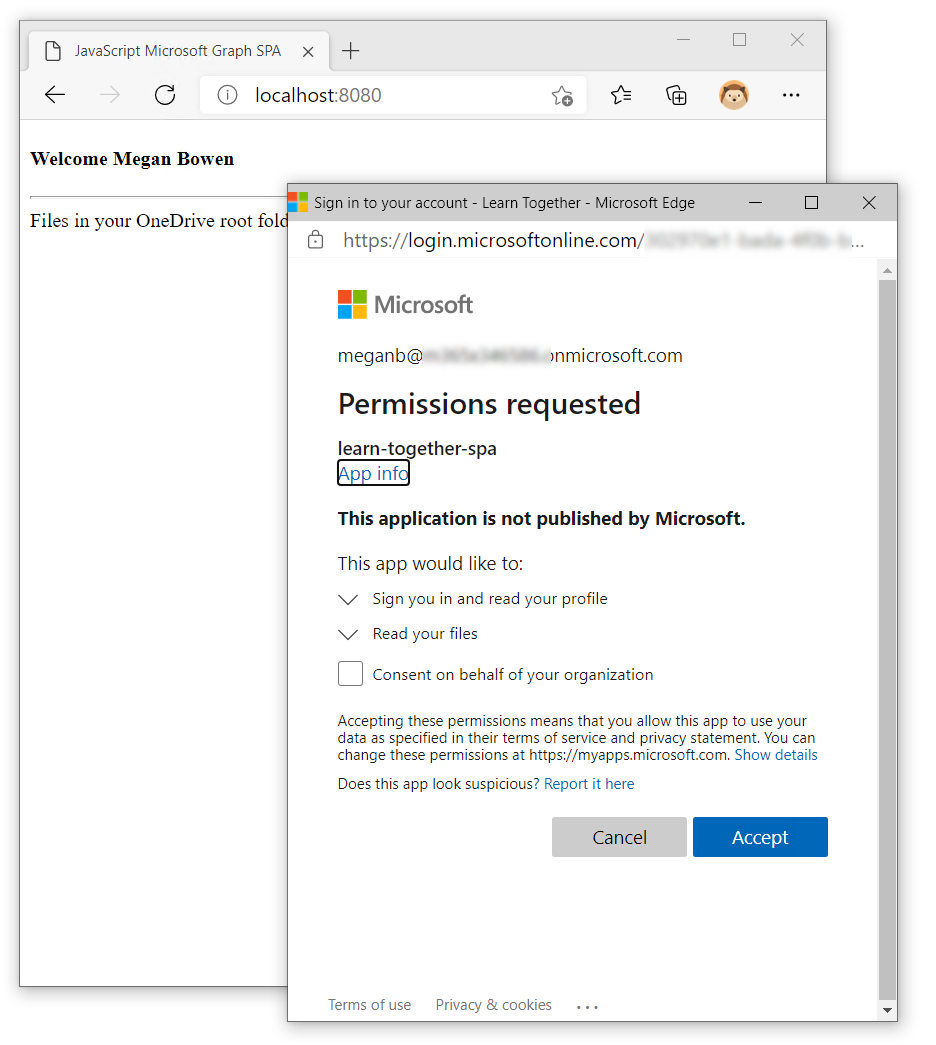 JavaScript Microsoft Graph SPA
localhost:8080
Welcome Megan Bowen
Files in your OneDrive root fold
Sign in to your account - Learn Together - Microsoft Edge
https://login.microsoftonline.com/
Microsoft
meganb@ onmicrosoft.com
Permissions requested
learn-together-spa
App info
This application is not published by Microsoft.
This app would like to:
Sign you in and read your profile
Read your files
Consent on behalf of your organization
Accepting these permissions means that you allow this app to use your
data as specified in their terms of service and privacy statement. You can
change these permissions at https://myapps.microsoft.com. Show details
Does this app look suspicious? Report it here
Cancel
Accept
Terms of use
Privacy & cookies